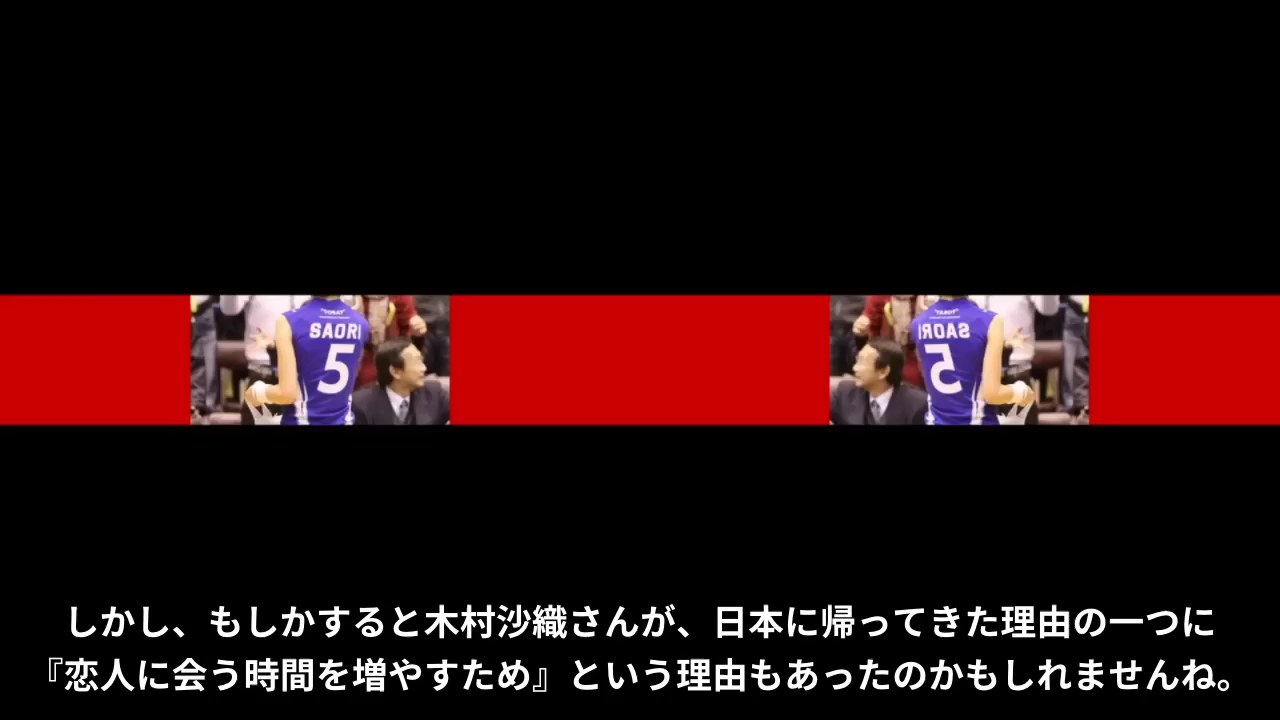 SAORI
5
SAORI
5
しかし、もしかすると木村沙織さんが、日本に帰ってきた理由の一つに
『恋人に会う時間を増やすため』という理由もあったのかもしれませんね。